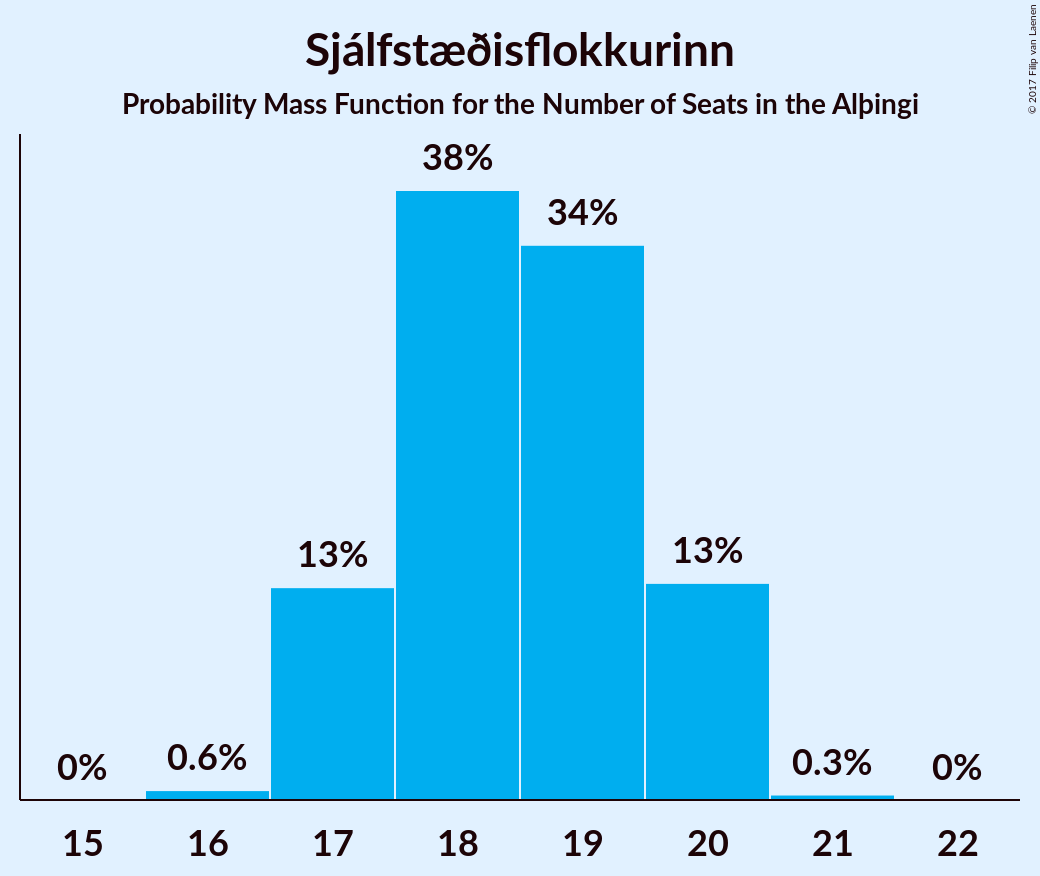 Sjálfstæðisflokkurinn
Probability Mass Function for the Number of Seats in the Alþingi
© 2017 Filip van Laenen
38%
34%
13%
13%
0%
0.6%
0.3%
0%
15 16 17 18 19 20 21 22